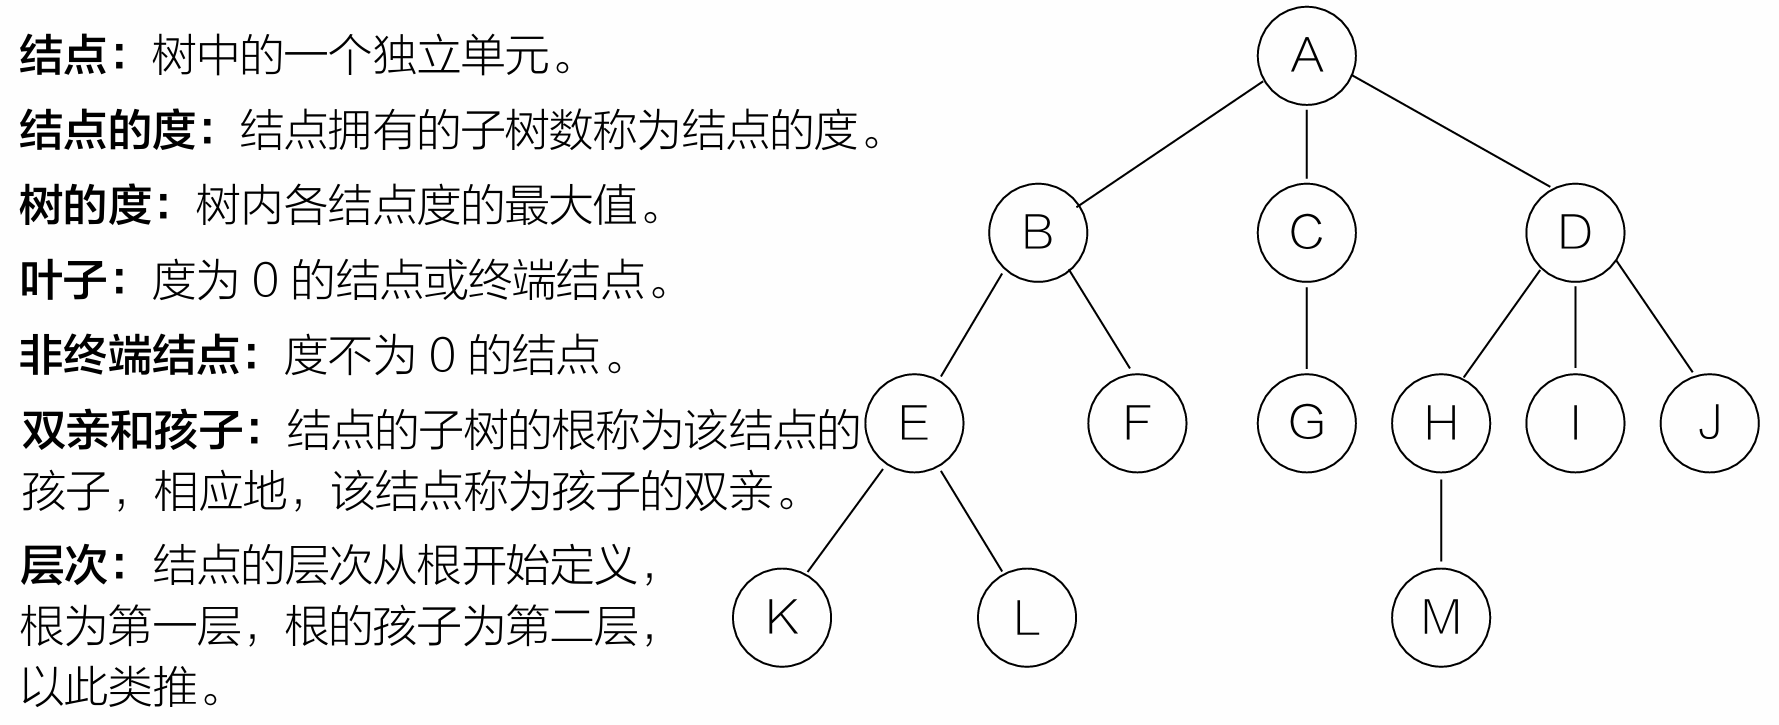 结点：树中的一个独立单元。
结点的度：结点拥有的子树数称为结点的度。
树的度：树内各结点度的最大值。
叶子：度为 0 的结点或终端结点。
非终端结点：度不为 0 的结点。
双亲和孩子：结点的子树的根称为该结点的
孩子，相应地，该结点称为孩子的双亲。
层次：结点的层次从根开始定义，
根为第一层，根的孩子为第二层，
以此类推。
A
B C D
E F G H I J
K L M